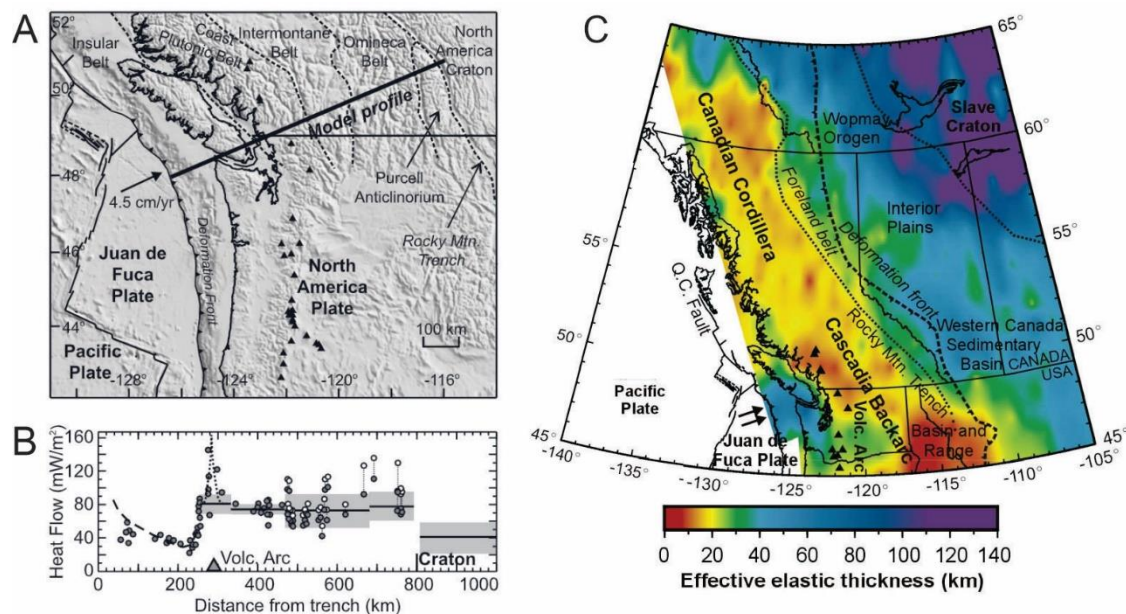 A
52°
50°
48°
46°
44°
-128°
-124°
-120°
-116°
Insular
Belt
Coast
Plutonic Belt
Intermontane
Belt
Omineca
Belt
North
America
Craton
Model profile
4.5 cm/yr
Purcell
Anticlinorium
Rocky Mtn.
Trench
Juan de
Fuca Plate
Deformation Front
North
America
Plate
100 km
Pacific
Plate
B
Heat Flow (mW/m²)
160
120
80
40
0
0 200 400 600 800 1000
Volc. Arc
Craton
Distance from trench (km)
C
65°
60°
55°
50°
45°
60°
55°
50°
45°
-140°
-135°
-130°
-125°
-120°
-115°
-110°
-105°
Canadian Cordillera
Wopmay
Orogen
Slave
Craton
Interior
Plains
Foreland belt
Deformation front
Q.C. Fault
Rocky Mtn. Trench
Western Canada
Sedimentary
Basin
CANADA
USA
Cascadia Backarc
Volc. Arc
Pacific
Plate
Juan de
Fuca Plate
Basin and
Range
0 20 40 60 80 100 120 140
Effective elastic thickness (km)